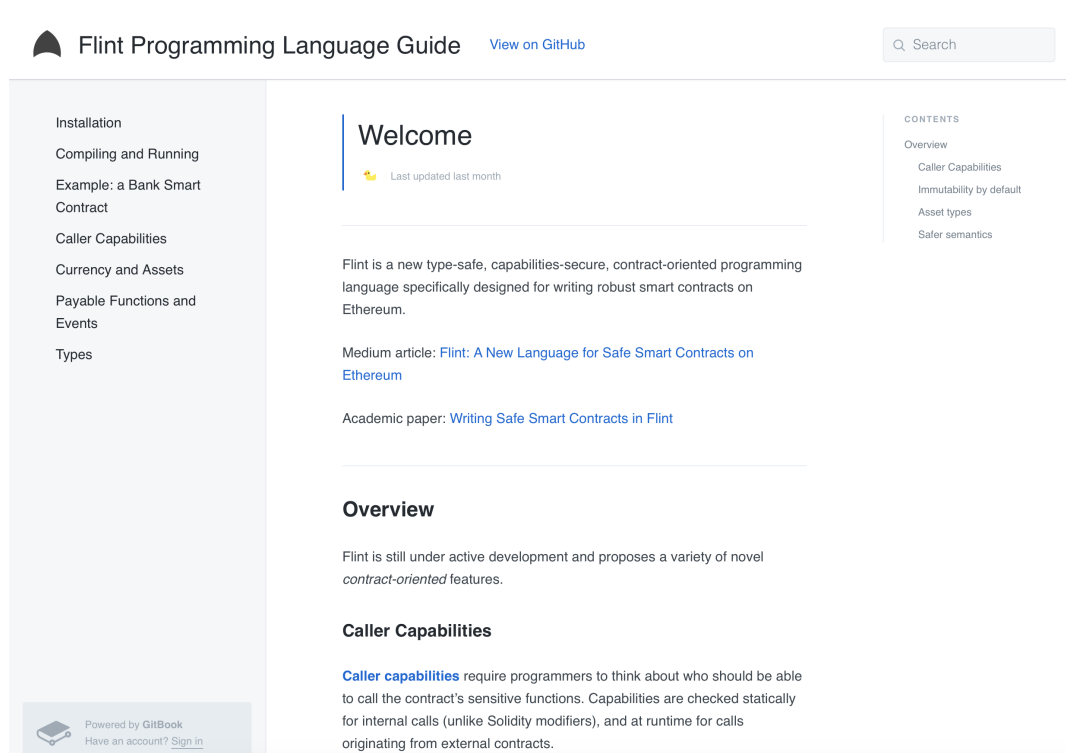 Flint Programming Language Guide
View on GitHub
Search
Installation
Compiling and Running
Example: a Bank Smart
Contract
Caller Capabilities
Currency and Assets
Payable Functions and
Events
Types
Powered by GitBook
Have an account? Sign in
Welcome
Last updated last month
Flint is a new type-safe, capabilities-secure, contract-oriented programming
language specifically designed for writing robust smart contracts on
Ethereum.
Medium article: Flint: A New Language for Safe Smart Contracts on
Ethereum
Academic paper: Writing Safe Smart Contracts in Flint
Overview
Flint is still under active development and proposes a variety of novel
contract-oriented features.
Caller Capabilities
Caller capabilities require programmers to think about who should be able
to call the contract’s sensitive functions. Capabilities are checked statically
for internal calls (unlike Solidity modifiers), and at runtime for calls
originating from external contracts.
CONTENTS
Overview
Caller Capabilities
Immutability by default
Asset types
Safer semantics